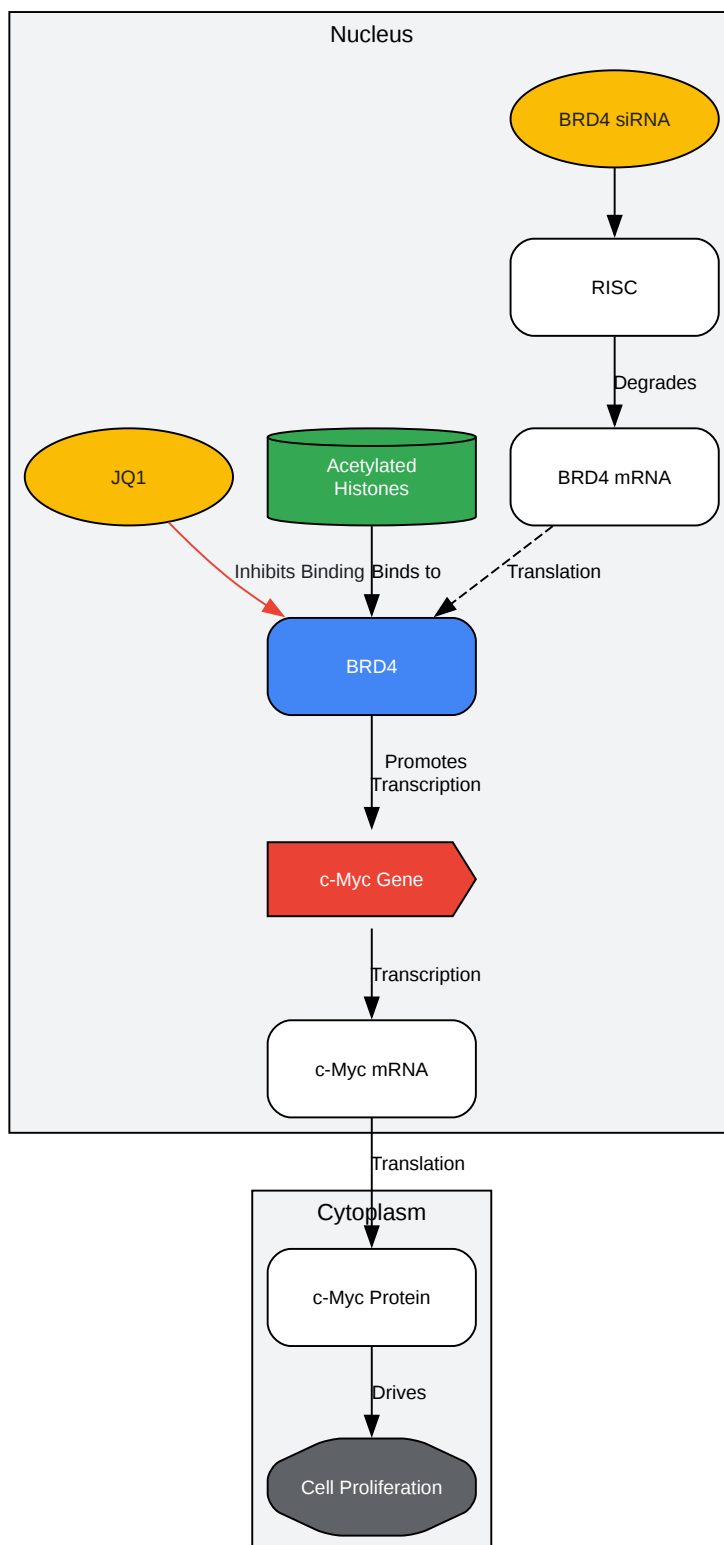 Nucleus
BRD4 siRNA
RISC
Degrades
JQ1
Acetylated
Histones
BRD4 mRNA
Inhibits Binding
Binds to
Translation
BRD4
Promotes
Transcription
c-Myc Gene
Transcription
c-Myc mRNA
Translation
Cytoplasm
c-Myc Protein
Drives
Cell Proliferation